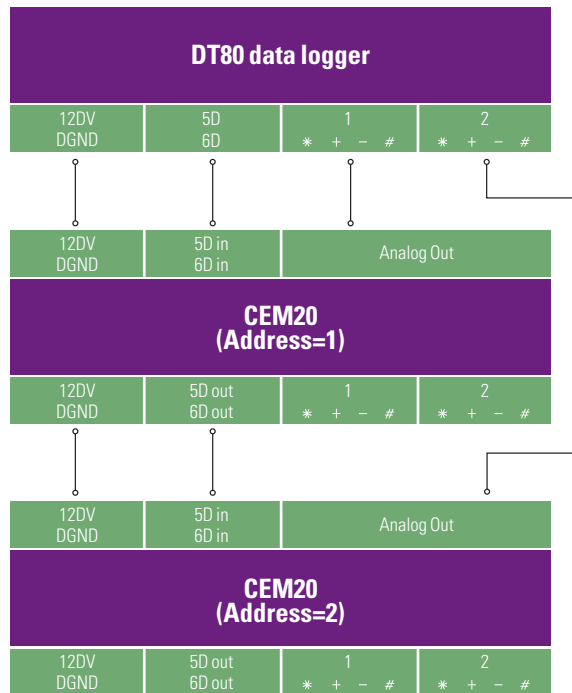 DT80 data logger
12DV 5D 1 2
DGND 6D * + – # * + – #
12DV 5D in Analog Out
DGND 6D in
CEM20
(Address=1)
12DV 5D out 1 2
DGND 6D out * + – # * + – #
12DV 5D in Analog Out
DGND 6D in
CEM20
(Address=2)
12DV 5D out 1 2
DGND 6D out * + – # * + – #